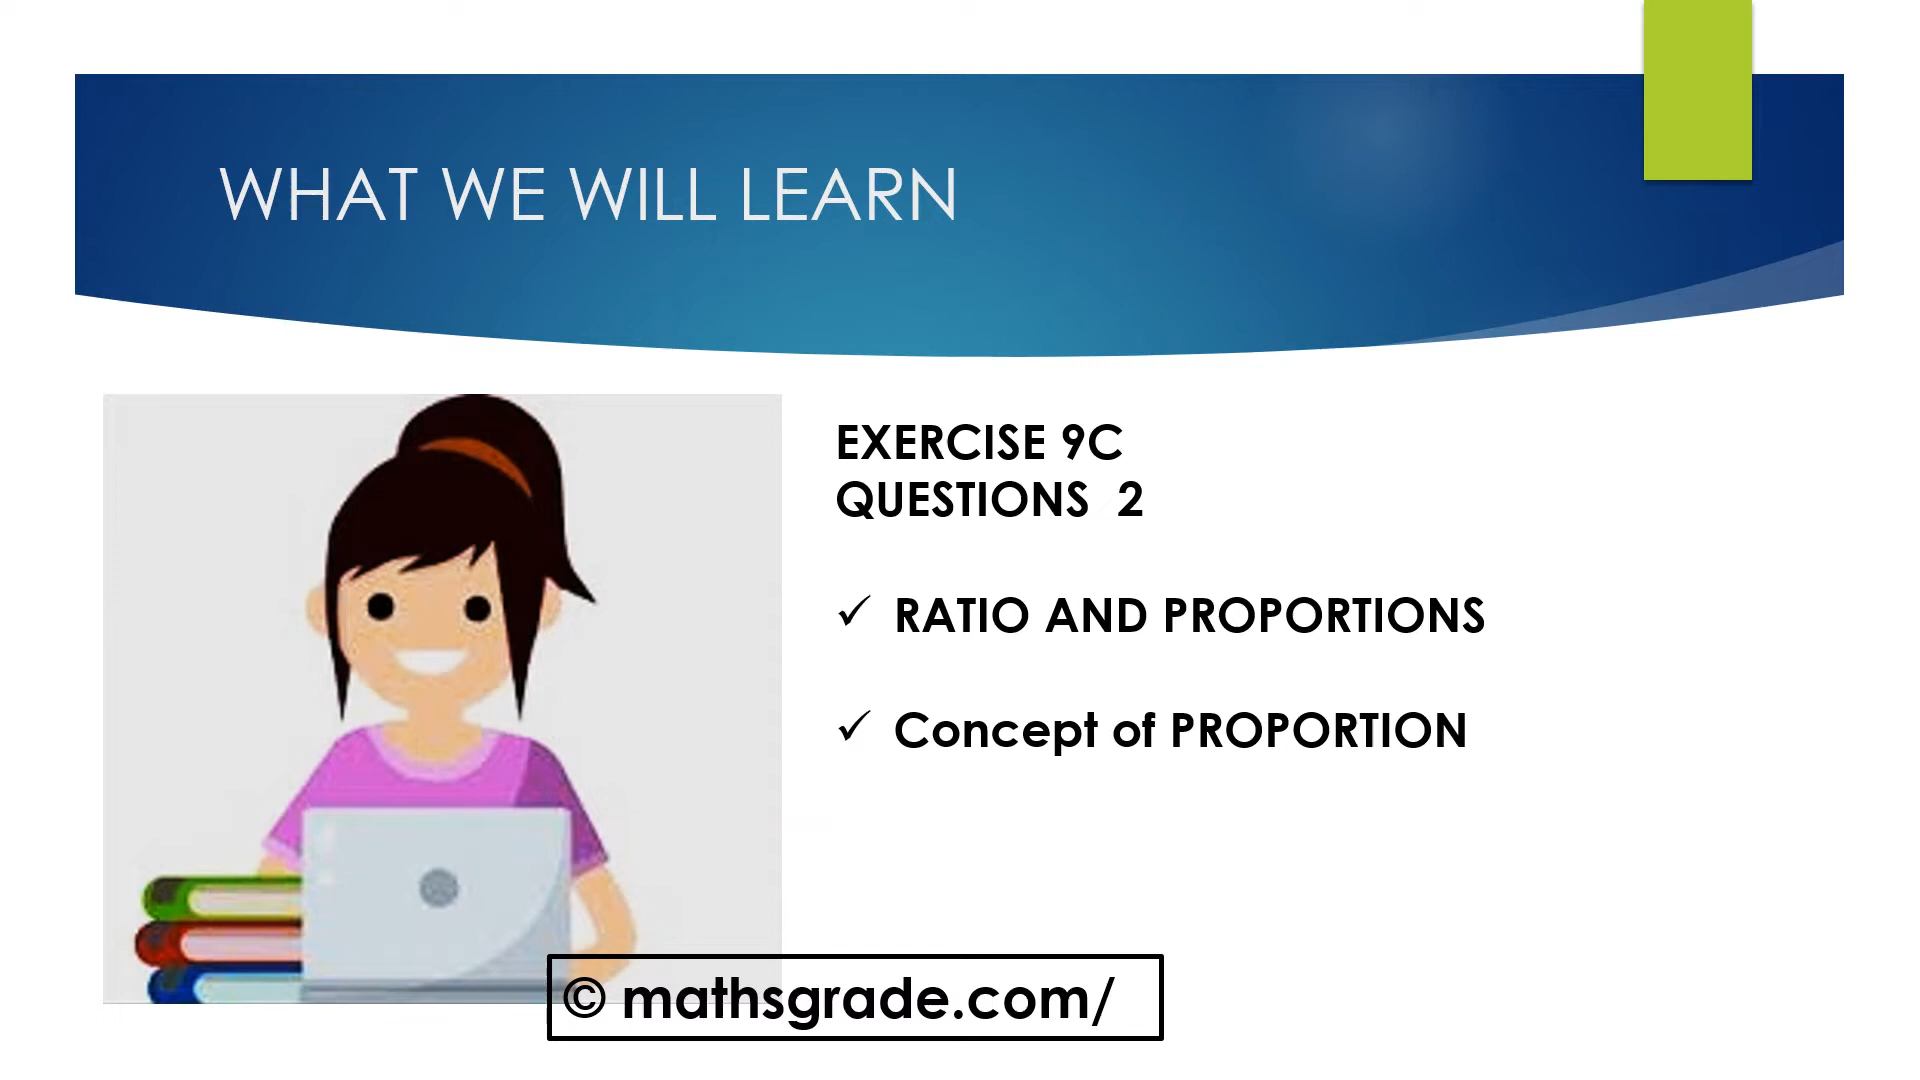 WHAT WE WILL LEARN
EXERCISE 9C
QUESTIONS 2
✓ RATIO AND PROPORTIONS
✓ Concept of PROPORTION
© mathsgrade.com/